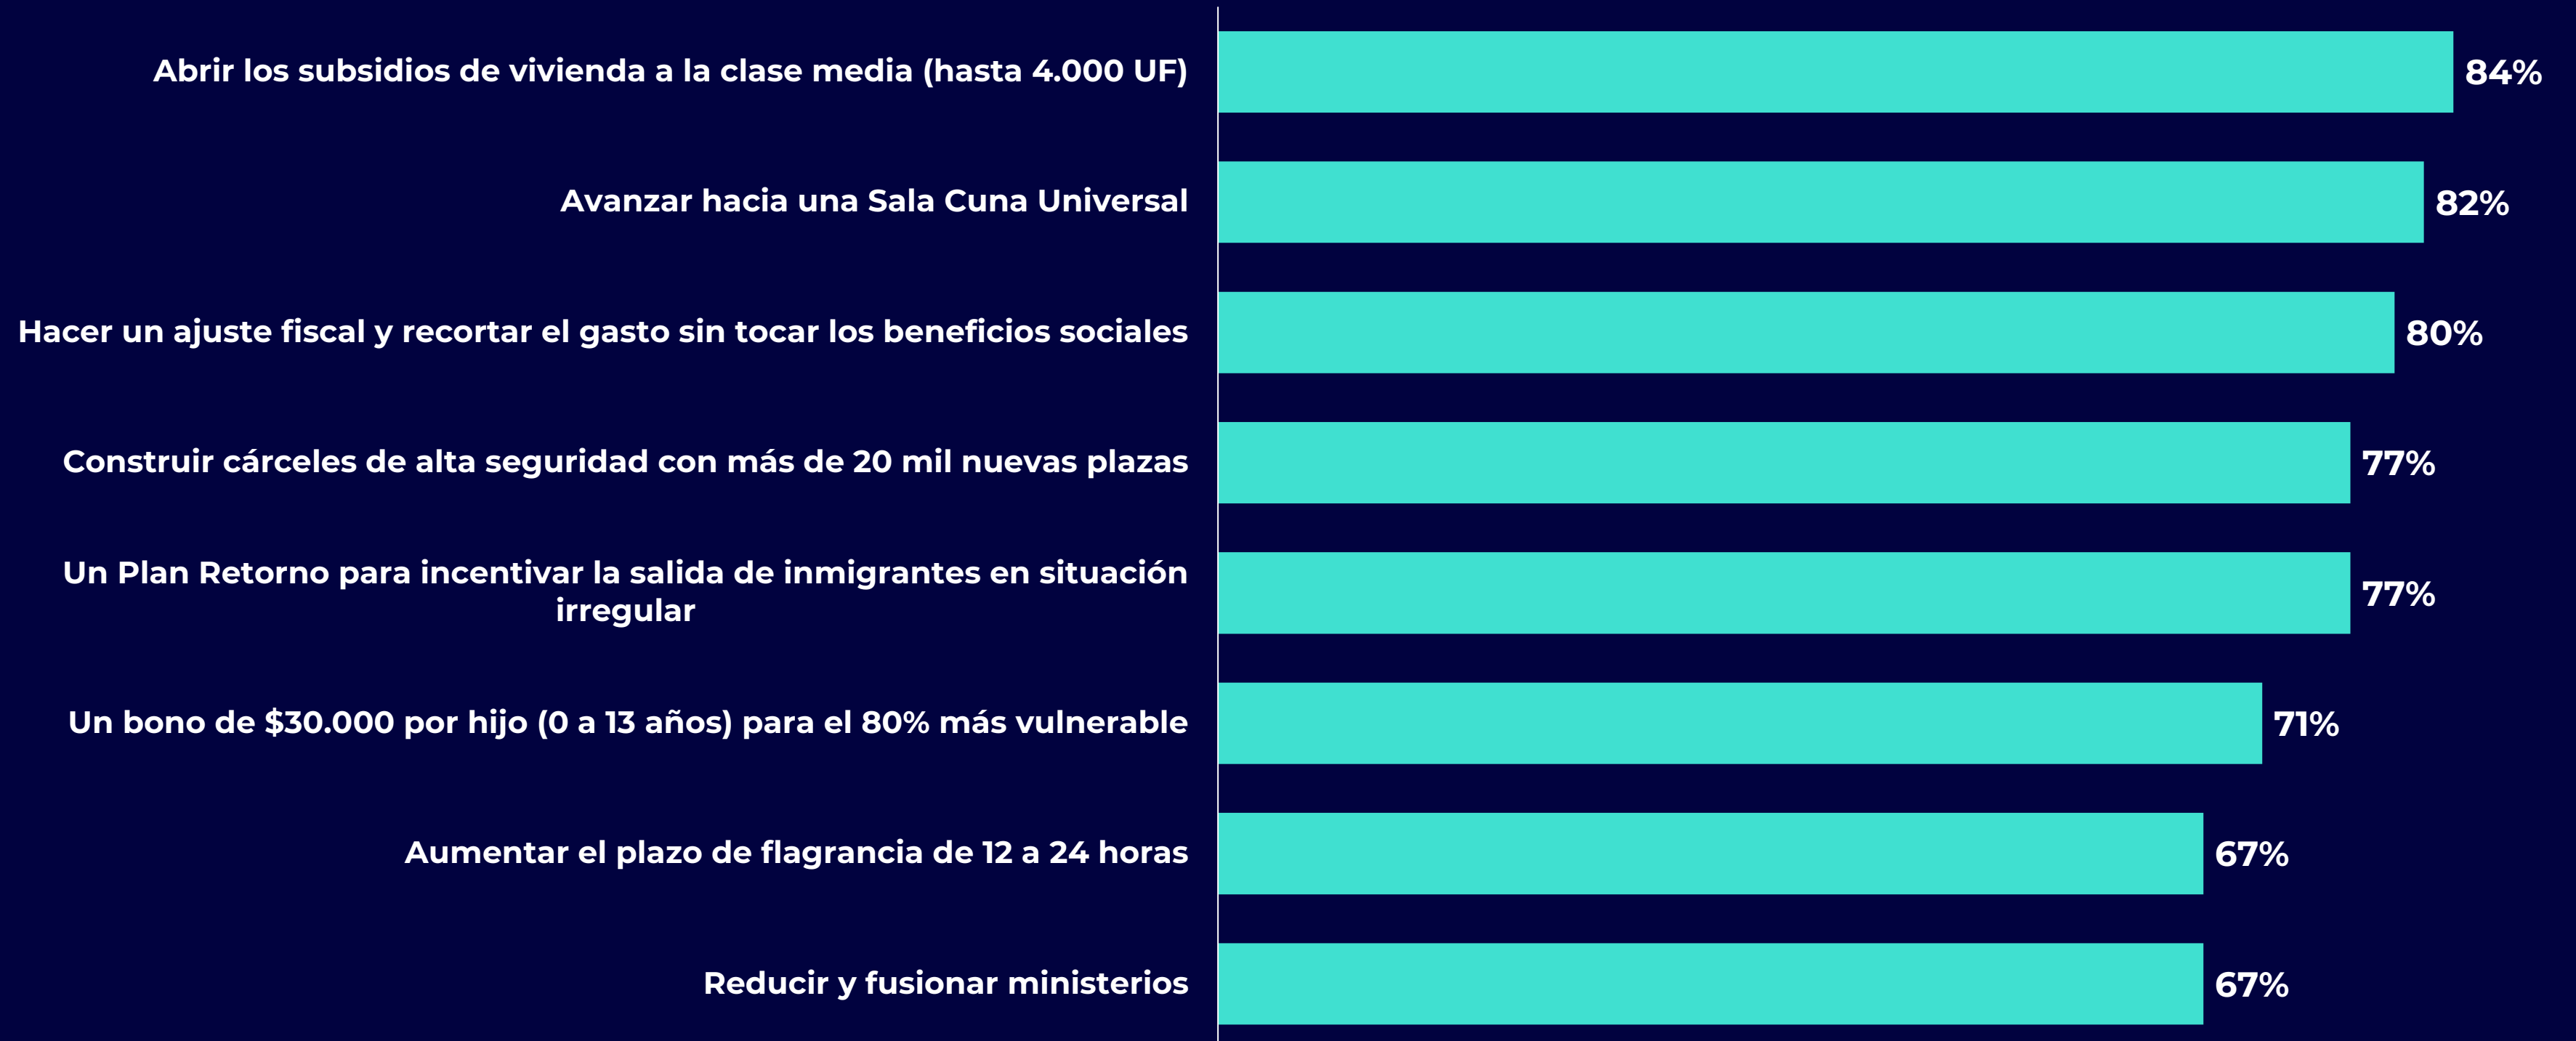 Abrir los subsidios de vivienda a la clase media (hasta 4.000 UF)
84%
Avanzar hacia una Sala Cuna Universal
82%
Hacer un ajuste fiscal y recortar el gasto sin tocar los beneficios sociales
80%
Construir cárceles de alta seguridad con más de 20 mil nuevas plazas
77%
Un Plan Retorno para incentivar la salida de inmigrantes en situación
irregular
77%
Un bono de $30.000 por hijo (0 a 13 años) para el 80% más vulnerable
71%
Aumentar el plazo de flagrancia de 12 a 24 horas
67%
Reducir y fusionar ministerios
67%